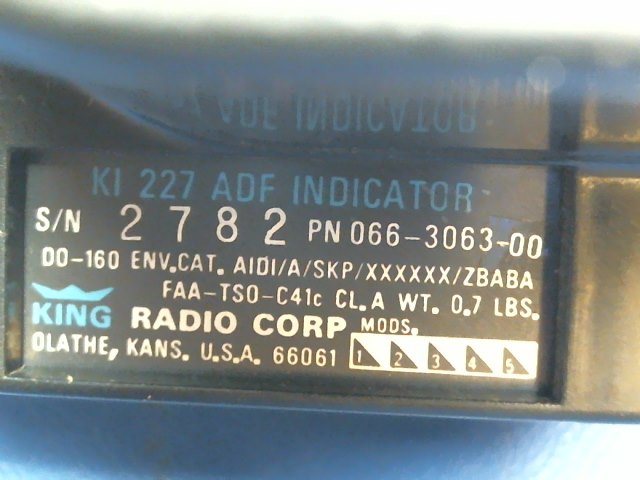 KI 227 ADF INDICATOR
S/N 2782 PN 066-3063-00
DO-160 ENV.CAT. A1D1/A/SKP/XXXXXX/ZBABA
FAA-TSO-C41c CL.A WT. 0.7 LBS.
KING RADIO CORP MODS.
OLATHE, KANS. U.S.A. 66061 1 2 3 4 5